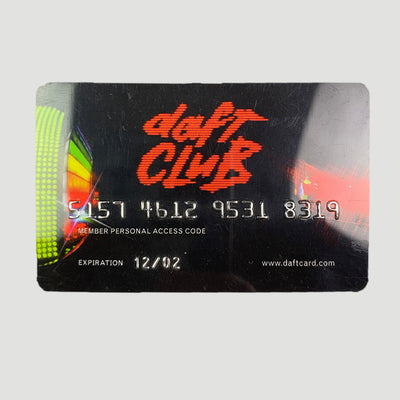 daft
CLUB
5157 4612 9531 8319
MEMBER PERSONAL ACCESS CODE
EXPIRATION 12/02 www.daftcard.com